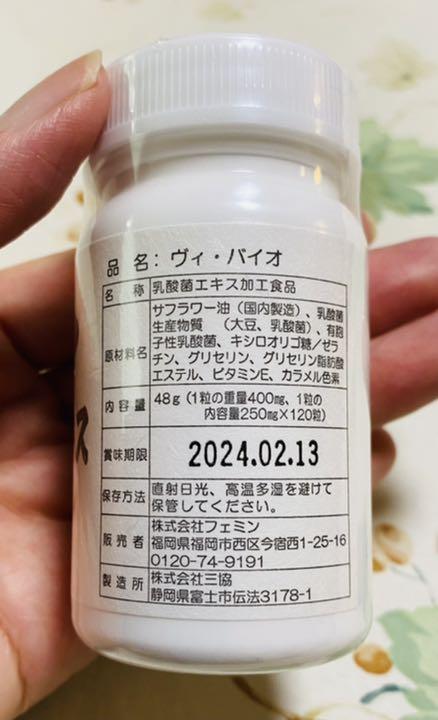 品 名：ヴィ・バイオ
名 称 乳酸菌エキス加工食品
原材料名 サフラワー油（国内製造）、乳酸菌
生産物質 （大豆、乳酸菌）、有胞
子性乳酸菌、キシロオリゴ糖／ゼラ
チン、グリセリン、グリセリン脂肪酸
エステル、ビタミンE、カラメル色素
内容量 48g（1粒の重量400mg、1粒の
内容量250mg×120粒）
賞味期限 2024.02.13
保存方法 直射日光、高温多湿を避けて
保管してください。
販売者 株式会社フェミン
福岡県福岡市西区今宿西1-25-16
0120-74-9191
製造所 株式会社三協
静岡県富士市伝法3178-1
ス